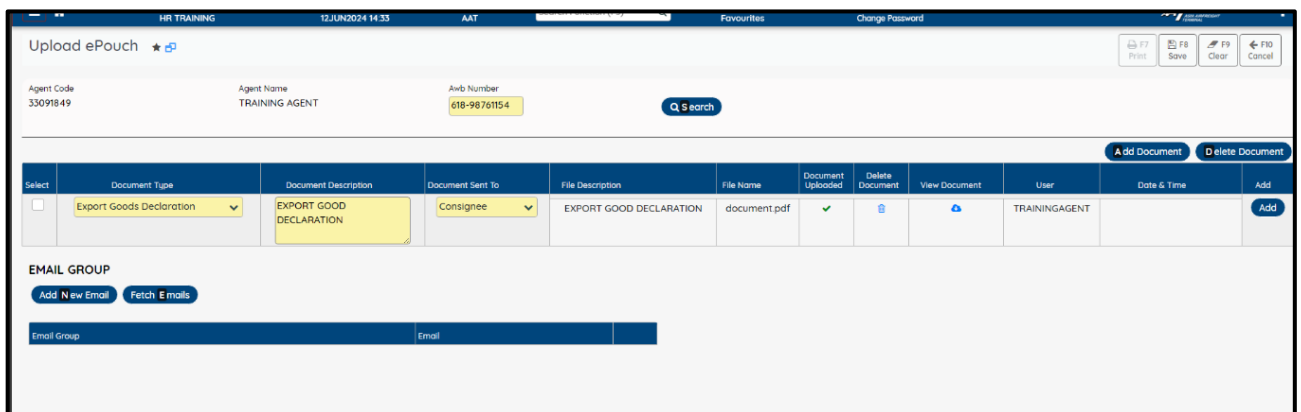 HR TRAINING 12JUN2024 14:33 AAT Favourites Change Password
Upload ePouch
F7 Print F8 Save F9 Clear F10 Cancel
Agent Code Agent Name Awb Number
33091849 TRAINING AGENT 618-98761154 Search
Add Document Delete Document
Select Document Type Document Description Document Sent To File Description File Name Document Uploaded Delete Document View Document User Date & Time Add
Export Goods Declaration EXPORT GOOD DECLARATION Consignee EXPORT GOOD DECLARATION document.pdf TRAININGAGENT Add
EMAIL GROUP
Add New Email Fetch Emails
Email Group Email